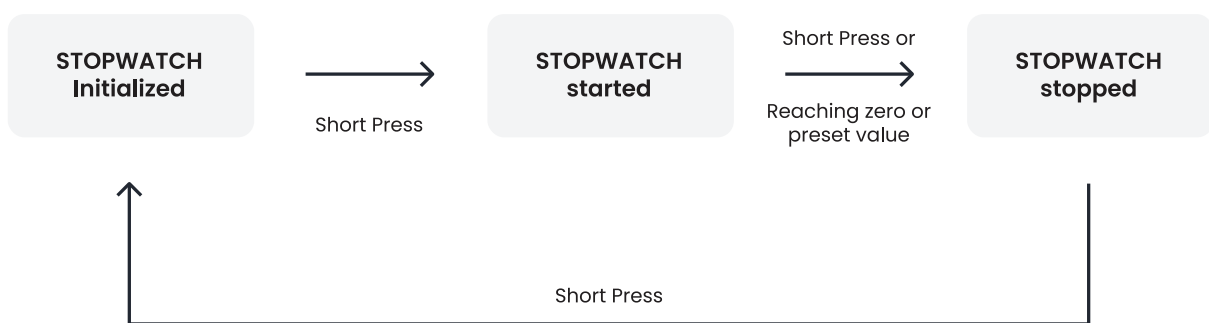 STOPWATCH
Initialized
Short Press
STOPWATCH
started
Short Press or
Reaching zero or
preset value
STOPWATCH
stopped
Short Press